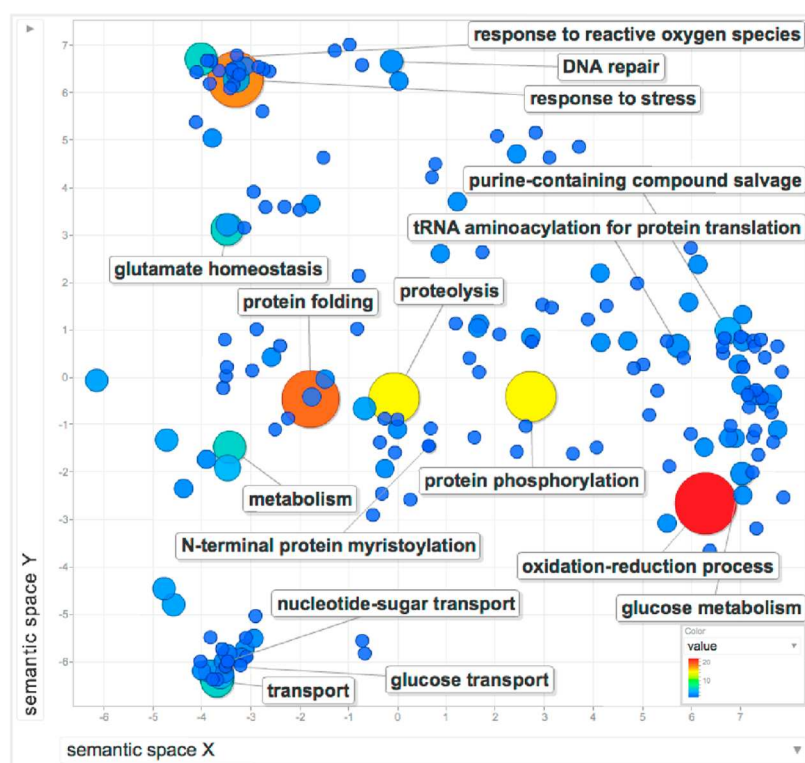 response to reactive oxygen species
DNA repair
response to stress
purine-containing compound salvage
tRNA aminoacylation for protein translation
glutamate homeostasis
protein folding
proteolysis
protein phosphorylation
metabolism
N-terminal protein myristoylation
oxidation-reduction process
glucose metabolism
nucleotide-sugar transport
glucose transport
transport
Color
value
20
10
semantic space Y
7
6
5
4
3
2
1
0
-1
-2
-3
-4
-5
-6
-6 -5 -4 -3 -2 -1 0 1 2 3 4 5 6 7
semantic space X